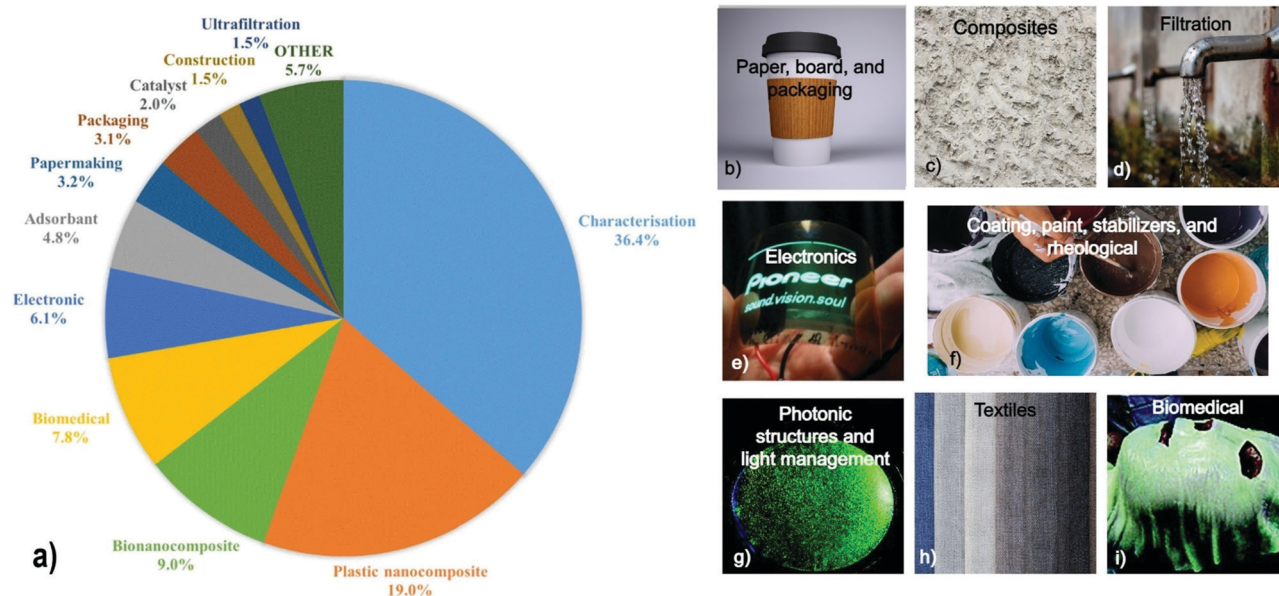 Ultrafiltration
1.5%
OTHER
5.7%
Construction
1.5%
Catalyst
2.0%
Packaging
3.1%
Papermaking
3.2%
Adsorbant
4.8%
Electronic
6.1%
Biomedical
7.8%
Bionanocomposite
9.0%
Plastic nanocomposite
19.0%
Characterisation
36.4%
a)
Paper, board, and
packaging
b)
Composites
c)
Filtration
d)
Electronics
Pioneer
sound.vision.soul
e)
Coating, paint, stabilizers, and
rheological
f)
Photonic
structures and
light management
g)
Textiles
h)
Biomedical
i)